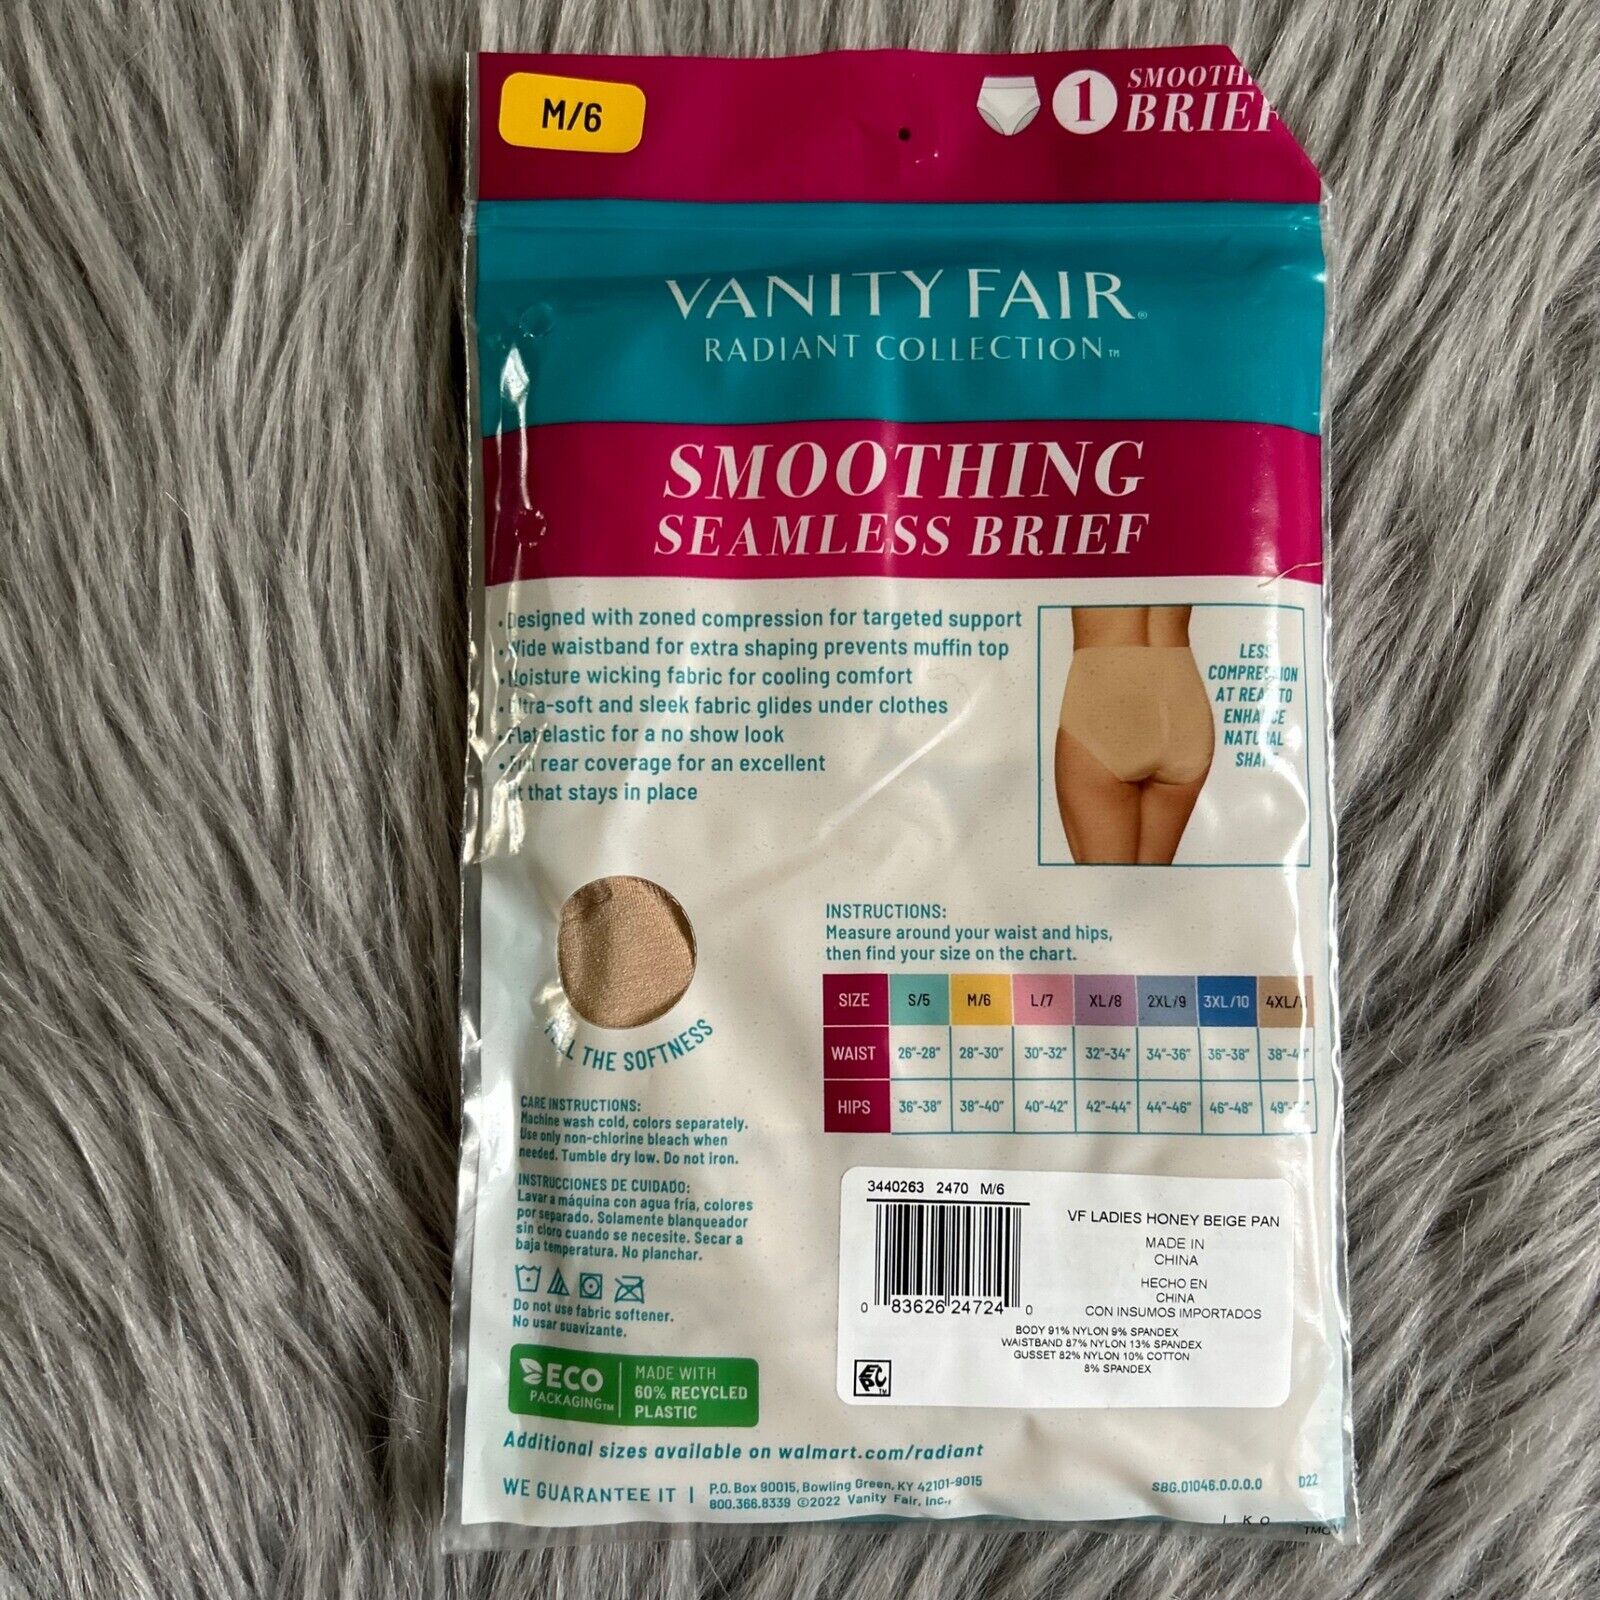 M/6
1
SMOOTH
BRIEF
VANITY FAIR®
RADIANT COLLECTION™
SMOOTHING
SEAMLESS BRIEF
• Designed with zoned compression for targeted support
• Wide waistband for extra shaping prevents muffin top
• Moisture wicking fabric for cooling comfort
• Ultra-soft and sleek fabric glides under clothes
• Flat elastic for a no show look
• Full rear coverage for an excellent
fit that stays in place
LESS
COMPRESSION
AT REAR TO
ENHANCE
NATURAL
SHAPE
FEEL THE SOFTNESS
INSTRUCTIONS:
Measure around your waist and hips,
then find your size on the chart.
SIZE S/5 M/6 L/7 XL/8 2XL/9 3XL/10 4XL/11
WAIST 26"-28" 28"-30" 30"-32" 32"-34" 34"-36" 36"-38" 38"-4
HIPS 36"-38" 38"-40" 40"-42" 42"-44" 44"-46" 46"-48" 49"-
CARE INSTRUCTIONS:
Machine wash cold, colors separately.
Use only non-chlorine bleach when
needed. Tumble dry low. Do not iron.
INSTRUCCIONES DE CUIDADO:
Lavar a máquina con agua fría, colores
por separado. Solamente blanqueador
sin cloro cuando se necesite. Secar a
baja temperatura. No planchar.
Do not use fabric softener.
No usar suavizante.
ECO
PACKAGING™
MADE WITH
60% RECYCLED
PLASTIC
3440263 2470 M/6
VF LADIES HONEY BEIGE PAN
MADE IN
CHINA
HECHO EN
CHINA
CON INSUMOS IMPORTADOS
0 83626 24724 0
BODY 91% NYLON 9% SPANDEX
WAISTBAND 87% NYLON 13% SPANDEX
GUSSET 82% NYLON 10% COTTON
8% SPANDEX
Additional sizes available on walmart.com/radiant
WE GUARANTEE IT | P.O. Box 90015, Bowling Green, KY 42101-9015
800.366.8339 ©2022 Vanity Fair, Inc.,
SBG.01046.0.0.0.0 D22